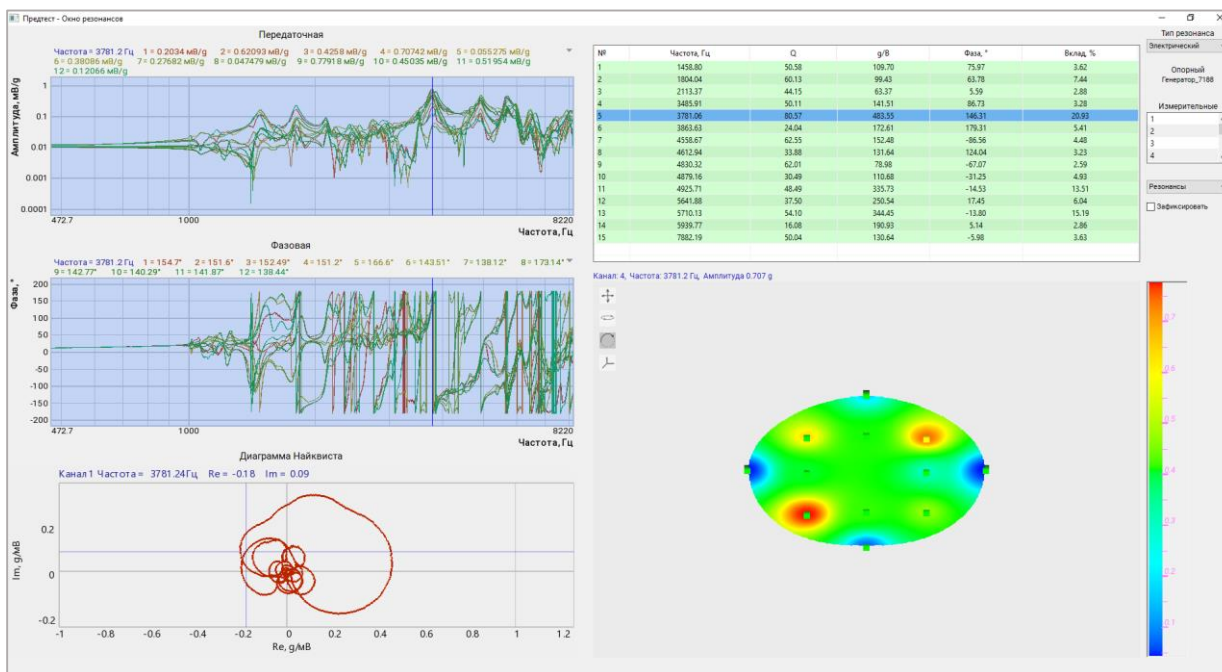 Предтест - Окно резонансов
Передаточная
Частота = 3781.2 Гц 1 = 0.2034 мВ/g 2 = 0.62093 мВ/g 3 = 0.4258 мВ/g 4 = 0.70742 мВ/g 5 = 0.055275 мВ/g
6 = 0.38086 мВ/g 7 = 0.27682 мВ/g 8 = 0.047479 мВ/g 9 = 0.77918 мВ/g 10 = 0.45035 мВ/g 11 = 0.51954 мВ/g
12 = 0.12066 мВ/g
Амплитуда, мВ/g
1
0.1
0.01
0.001
0.0001
472.7 1000 8220
Частота, Гц
Фазовая
Частота = 3781.2 Гц 1 = 154.7° 2 = 151.6° 3 = 152.49° 4 = 151.2° 5 = 166.6° 6 = 143.51° 7 = 138.12° 8 = 173.14°
9 = 142.77° 10 = 140.29° 11 = 141.87° 12 = 138.44°
Фаза,°
200
150
100
50
0
-50
-100
-150
-200
472.7 1000 8220
Частота, Гц
Диаграмма Найквиста
Канал 1 Частота = 3781.24Гц Re = -0.18 Im = 0.09
Im, g/мВ
0.2
0
-0.2
-1 -0.8 -0.6 -0.4 -0.2 0 0.2 0.4 0.6 0.8 1 1.2
Re, g/мВ
№ Частота, Гц Q g/В Фаза, ° Вклад, %
1 1458.80 50.58 109.70 75.97 3.62
2 1804.04 60.13 99.43 63.78 7.44
3 2113.37 44.15 63.37 5.59 2.88
4 3485.91 50.11 141.51 86.73 3.28
5 3781.06 80.57 483.55 146.31 20.93
6 3863.63 24.04 172.61 179.31 5.41
7 4558.67 62.55 152.48 -86.56 4.48
8 4612.94 33.88 131.64 124.04 3.23
9 4830.32 62.01 78.98 -67.07 2.59
10 4879.16 30.49 110.68 -31.25 4.93
11 4925.71 48.49 335.73 -14.53 13.51
12 5641.88 37.50 250.54 17.45 6.04
13 5710.13 54.10 344.45 -13.80 15.19
14 5939.77 16.08 190.93 5.14 2.86
15 7882.19 50.04 130.64 -5.98 3.63
Тип резонанса
Электрический
Опорный
Генератор_7188
Измерительные
1
2
3
4
Резонансы
Зафиксировать
Канал: 4, Частота: 3781.2 Гц, Амплитуда 0.707 g
0.7
0.6
0.5
0.4
0.3
0.2
0.1